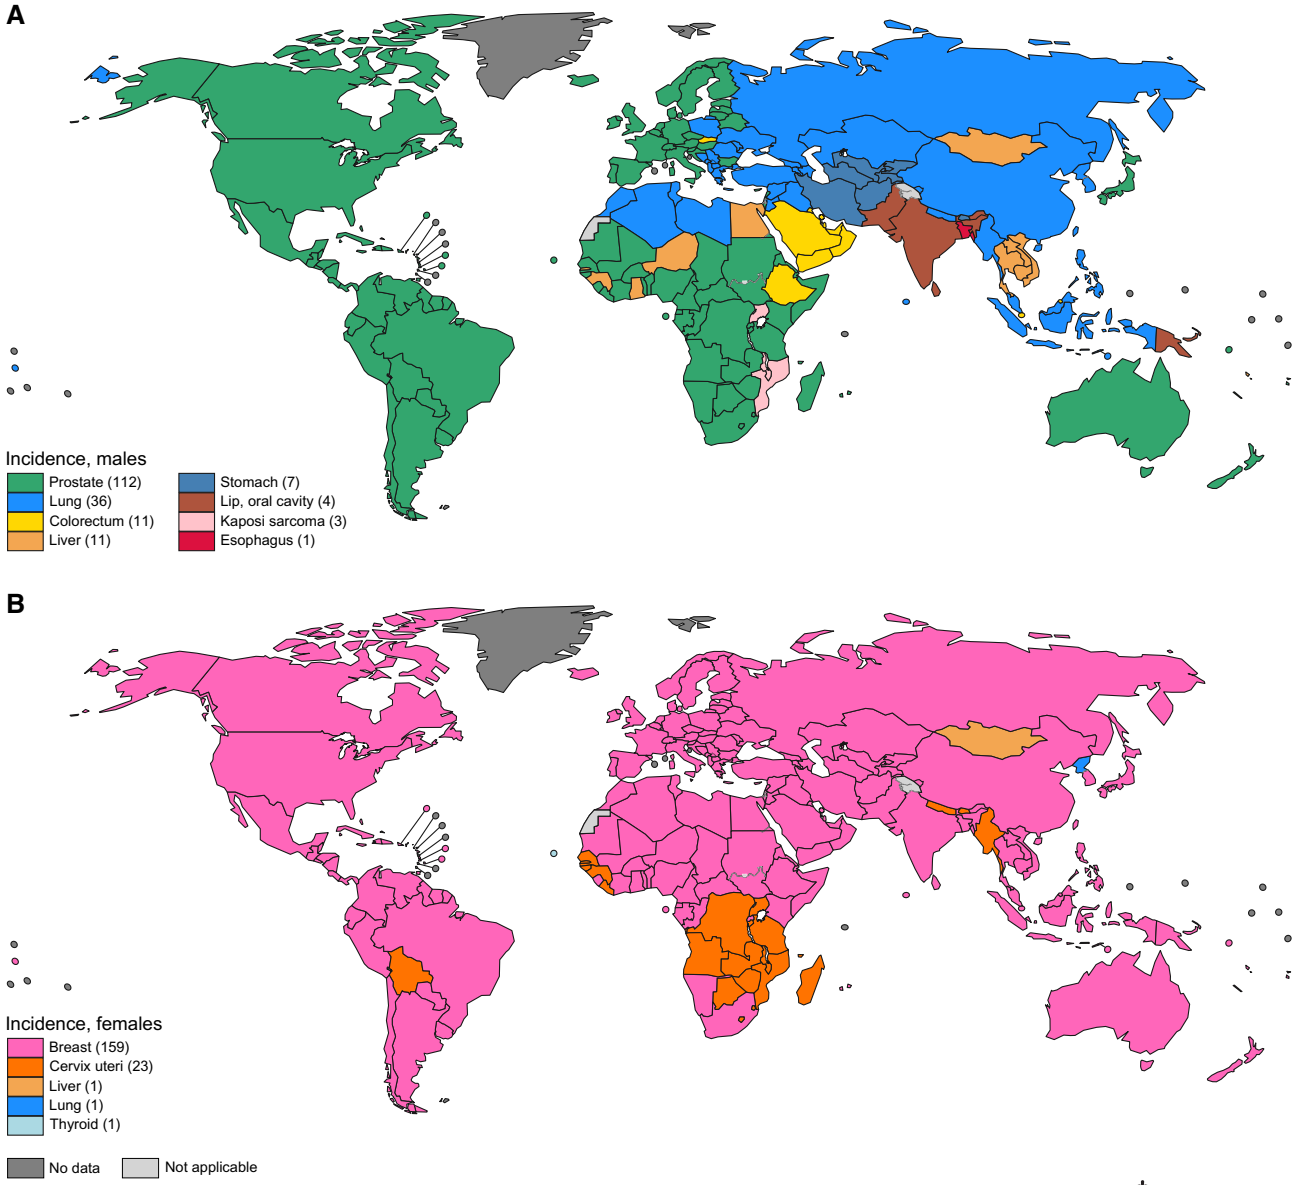 A
Incidence, males
Prostate (112)
Lung (36)
Colorectum (11)
Liver (11)
Stomach (7)
Lip, oral cavity (4)
Kaposi sarcoma (3)
Esophagus (1)
B
Incidence, females
Breast (159)
Cervix uteri (23)
Liver (1)
Lung (1)
Thyroid (1)
No data
Not applicable